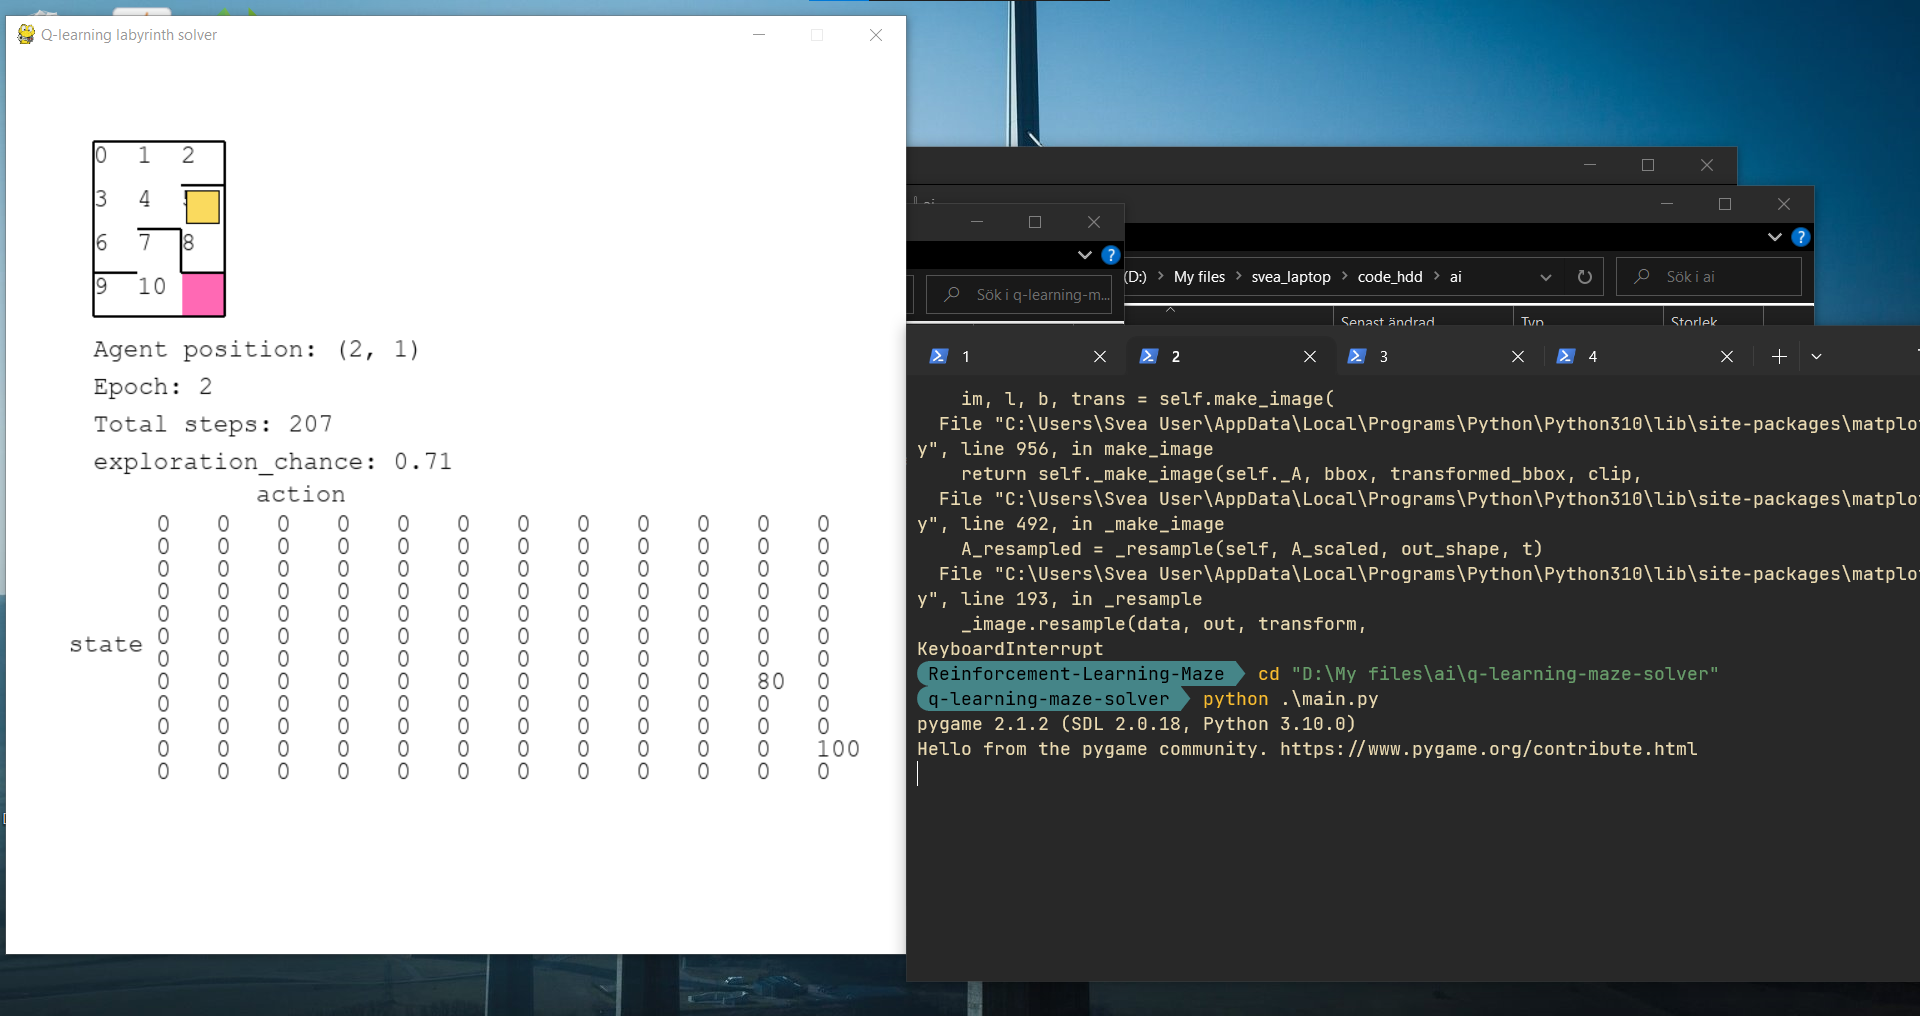 Q-learning labyrinth solver
0 1 2
3 4
6 7 8
9 10
Agent position: (2, 1)
Epoch: 2
Total steps: 207
exploration_chance: 0.71
action
0 0 0 0 0 0 0 0 0 0 0 0
0 0 0 0 0 0 0 0 0 0 0 0
0 0 0 0 0 0 0 0 0 0 0 0
0 0 0 0 0 0 0 0 0 0 0 0
0 0 0 0 0 0 0 0 0 0 0 0
0 0 0 0 0 0 0 0 0 0 0 0
state
0 0 0 0 0 0 0 0 0 0 0 0
0 0 0 0 0 0 0 0 0 0 80 0
0 0 0 0 0 0 0 0 0 0 0 0
0 0 0 0 0 0 0 0 0 0 0 0
0 0 0 0 0 0 0 0 0 0 0 100
0 0 0 0 0 0 0 0 0 0 0 0
ai
Sök i q-learning-m...
(D:) > My files > svea_laptop > code_hdd > ai
Sök i ai
Senast ändrad Typ Storlek
1 2 3 4
im, l, b, trans = self.make_image(
File "C:\Users\Svea User\AppData\Local\Programs\Python\Python310\lib\site-packages\matplot
y", line 956, in make_image
return self._make_image(self._A, bbox, transformed_bbox, clip,
File "C:\Users\Svea User\AppData\Local\Programs\Python\Python310\lib\site-packages\matplot
y", line 492, in _make_image
A_resampled = _resample(self, A_scaled, out_shape, t)
File "C:\Users\Svea User\AppData\Local\Programs\Python\Python310\lib\site-packages\matplot
y", line 193, in _resample
_image.resample(data, out, transform,
KeyboardInterrupt
Reinforcement-Learning-Maze cd "D:\My files\ai\q-learning-maze-solver"
q-learning-maze-solver python .\main.py
pygame 2.1.2 (SDL 2.0.18, Python 3.10.0)
Hello from the pygame community. https://www.pygame.org/contribute.html